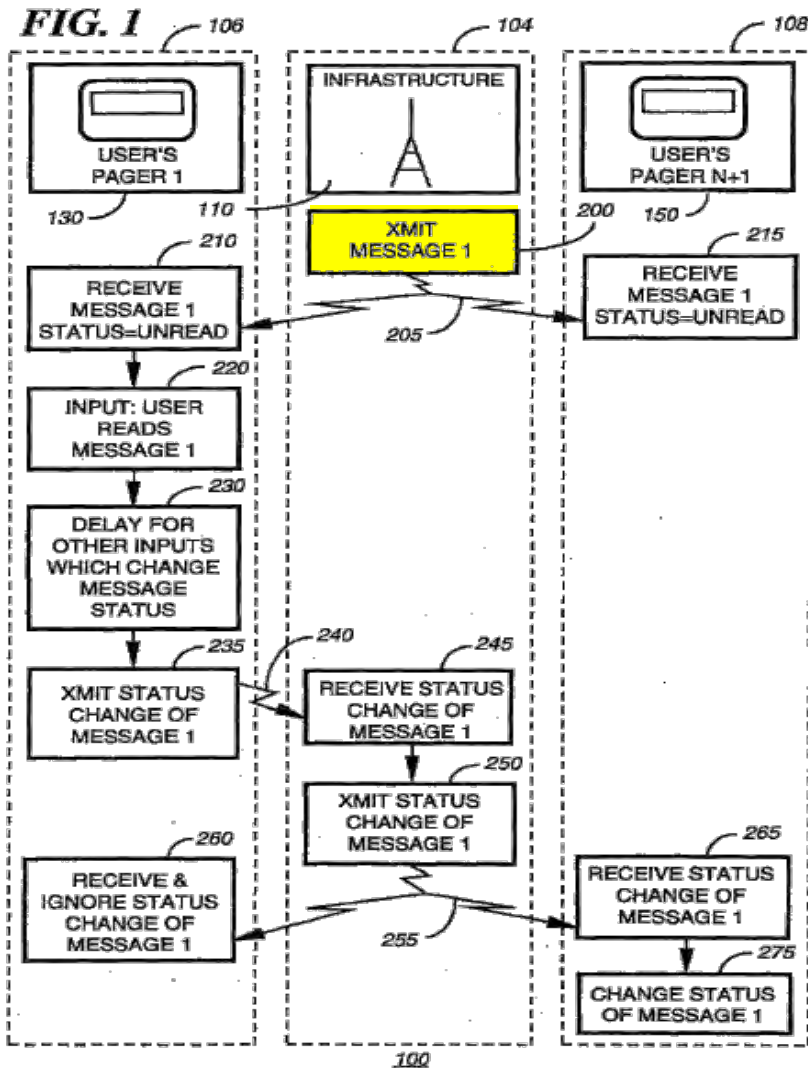 FIG. 1
106
104
108
USER'S
PAGER 1
130
INFRASTRUCTURE
110
USER'S
PAGER N+1
150
XMIT
MESSAGE 1
200
210
RECEIVE
MESSAGE 1
STATUS=UNREAD
205
215
RECEIVE
MESSAGE 1
STATUS=UNREAD
220
INPUT: USER
READS
MESSAGE 1
230
DELAY FOR
OTHER INPUTS
WHICH CHANGE
MESSAGE
STATUS
235
XMIT STATUS
CHANGE OF
MESSAGE 1
240
245
RECEIVE STATUS
CHANGE OF
MESSAGE 1
250
XMIT STATUS
CHANGE OF
MESSAGE 1
255
260
RECEIVE &
IGNORE STATUS
CHANGE OF
MESSAGE 1
265
RECEIVE STATUS
CHANGE OF
MESSAGE 1
275
CHANGE STATUS
OF MESSAGE 1
100